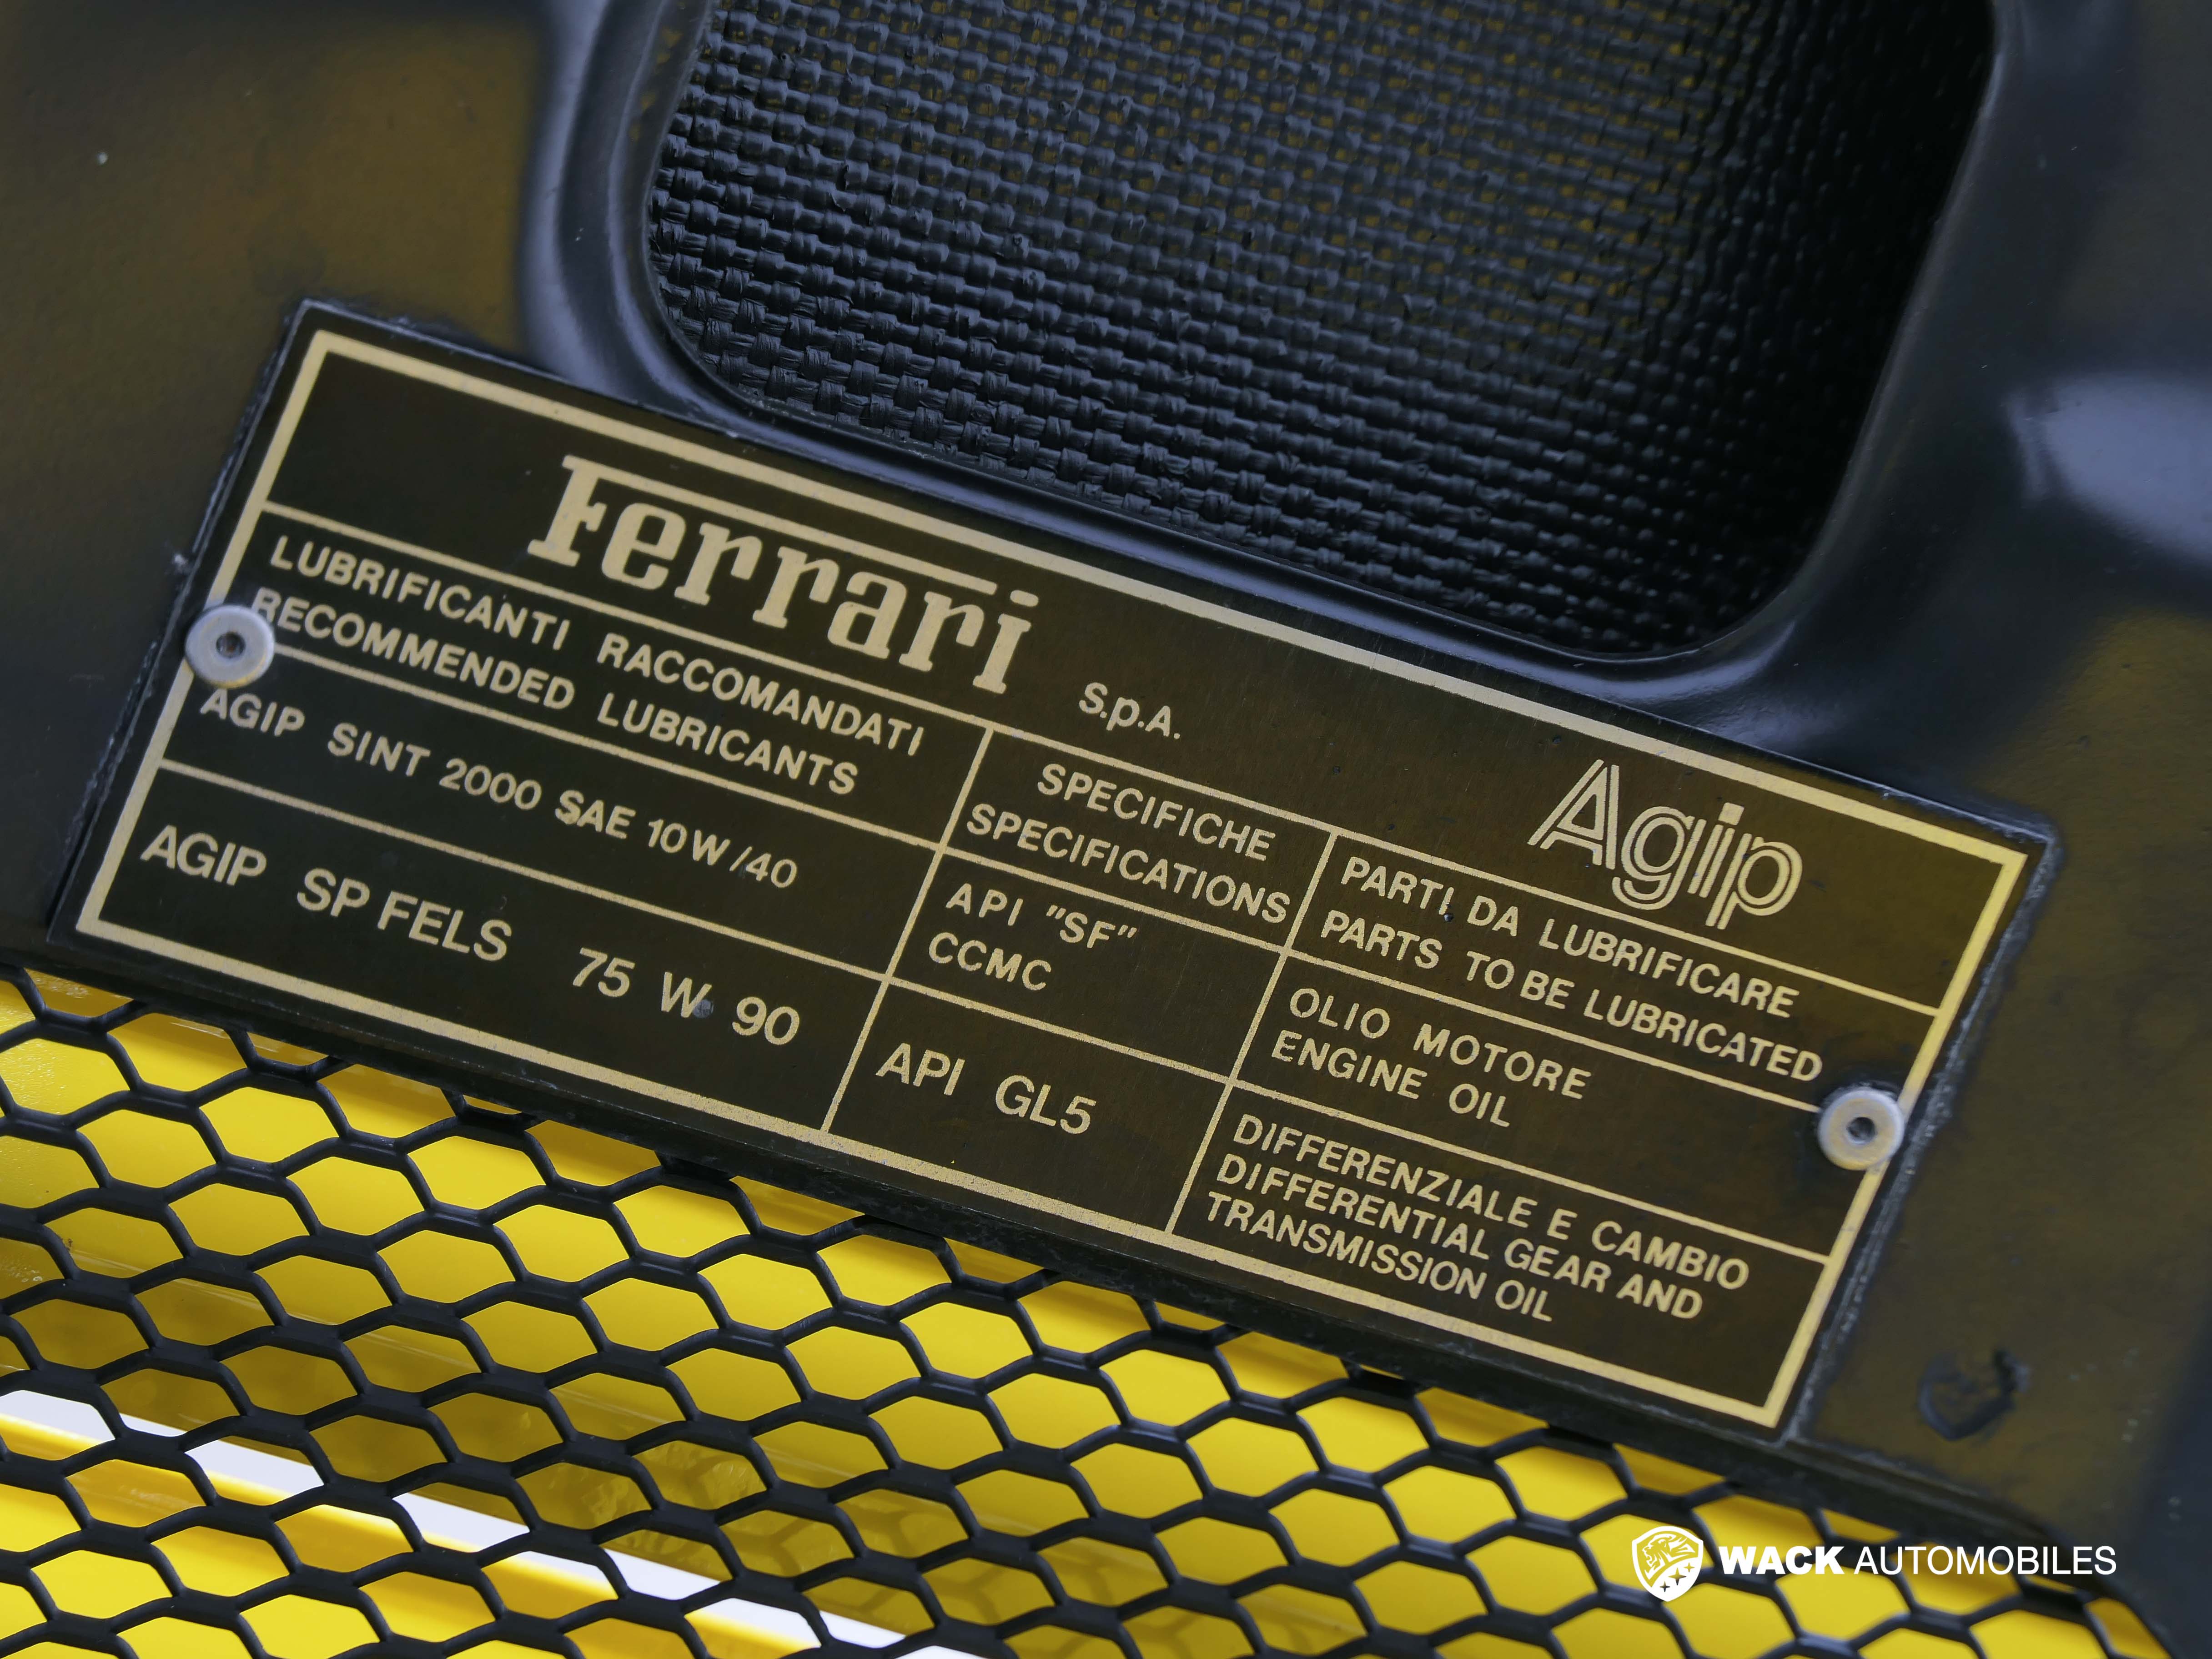 Ferrari S.p.A. Agip
LUBRIFICANTI RACCOMANDATI
RECOMMENDED LUBRICANTS
SPECIFICHE
SPECIFICATIONS
PARTI DA LUBRIFICARE
PARTS TO BE LUBRICATED
AGIP SINT 2000 SAE 10W/40
API "SF"
CCMC
OLIO MOTORE
ENGINE OIL
AGIP SP FELS 75 W 90
API GL5
DIFFERENZIALE E CAMBIO
DIFFERENTIAL GEAR AND
TRANSMISSION OIL
WACK AUTOMOBILES